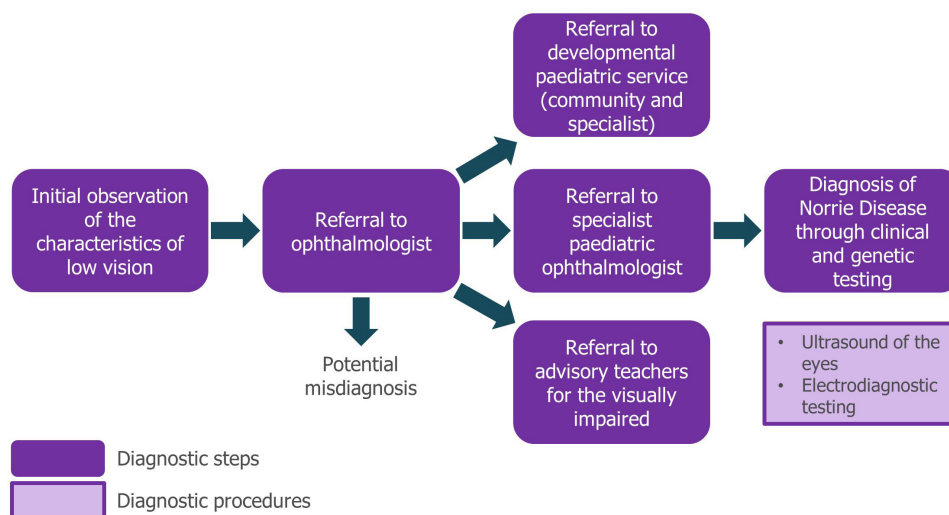 Referral to
developmental
paediatric service
(community and
specialist)
Initial observation
of the
characteristics of
low vision
Referral to
ophthalmologist
Referral to
specialist
paediatric
ophthalmologist
Diagnosis of
Norrie Disease
through clinical
and genetic
testing
Potential
misdiagnosis
Referral to
advisory teachers
for the visually
impaired
• Ultrasound of the
eyes
• Electrodiagnostic
testing
Diagnostic steps
Diagnostic procedures